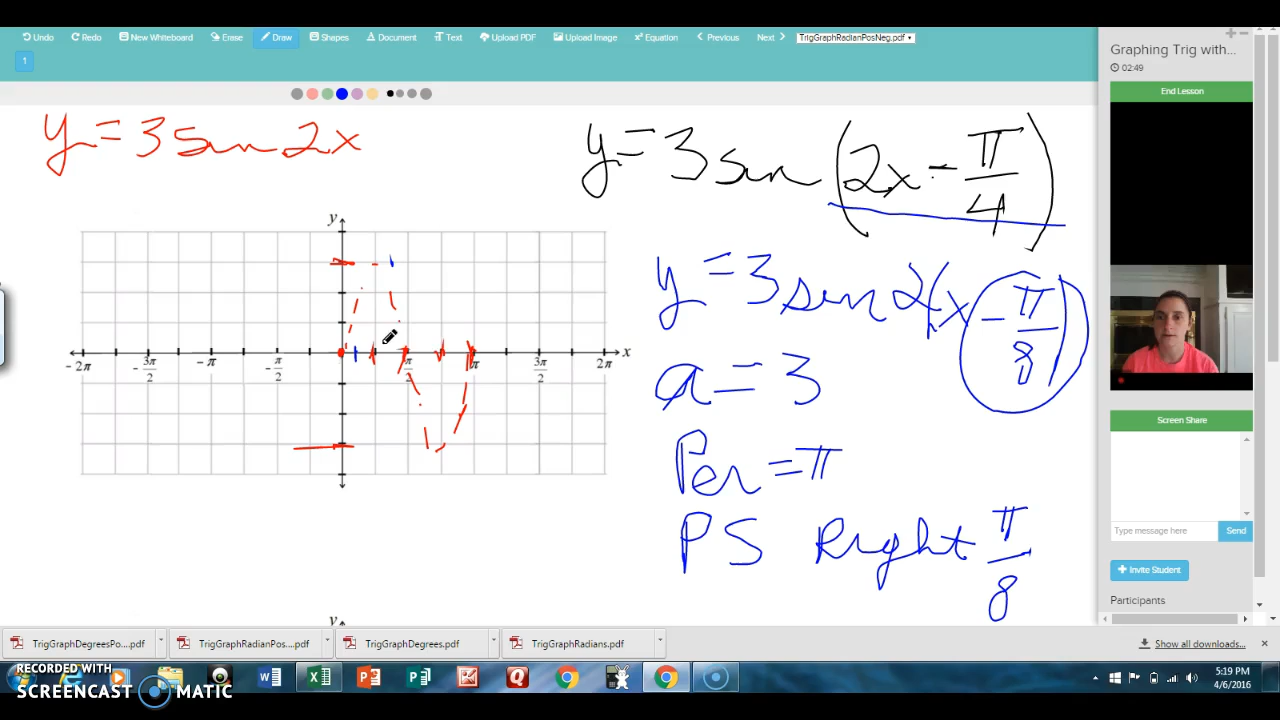 Undo Redo New Whiteboard Erase Draw Shapes Document Text Upload PDF Upload Image x² Equation Previous Next TrigGraphRadianPosNeg.pdf
1
Graphing Trig with...
02:49
End Lesson
y = 3 sin 2x
y = 3 sin (2x - π/4)
y = 3 sin 2(x - π/8)
a = 3
Per = π
PS Right π/8
y
x
-2π -3π/2 -π -π/2 π/2 π 3π/2 2π
y
Screen Share
Type message here Send
Invite Student
Participants
TrigGraphDegreesPo....pdf TrigGraphRadianPos....pdf TrigGraphDegrees.pdf TrigGraphRadians.pdf Show all downloads...
RECORDED WITH
SCREENCAST MATIC
5:19 PM
4/6/2016